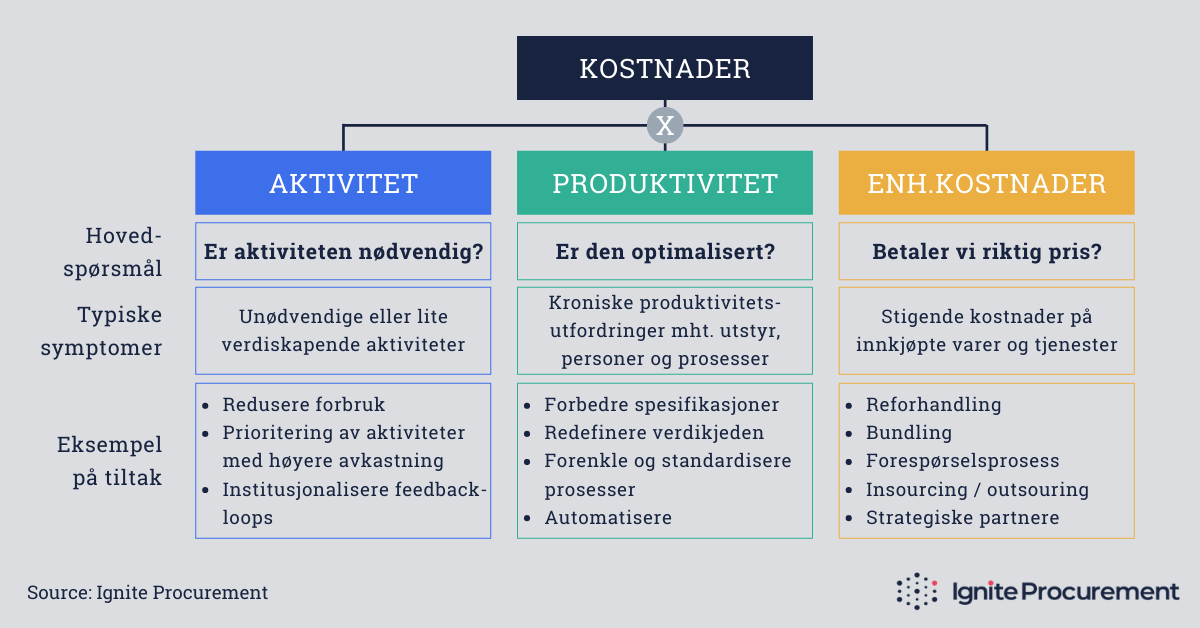 KOSTNADER
X
AKTIVITET
PRODUKTIVITET
ENH.KOSTNADER
Hoved-
spørsmål
Er aktiviteten nødvendig?
Er den optimalisert?
Betaler vi riktig pris?
Typiske
symptomer
Unødvendige eller lite
verdiskapende aktiviteter
Kroniske produktivitets-
utfordringer mht. utstyr,
personer og prosesser
Stigende kostnader på
innkjøpte varer og tjenester
Eksempel
på tiltak
• Redusere forbruk
• Prioritering av aktiviteter
med høyere avkastning
• Institusjonalisere feedback-
loops
• Forbedre spesifikasjoner
• Redefinere verdikjeden
• Forenkle og standardisere
prosesser
• Automatisere
• Reforhandling
• Bundling
• Forespørselsprosess
• Insourcing / outsouring
• Strategiske partnere
Source: Ignite Procurement
Ignite Procurement